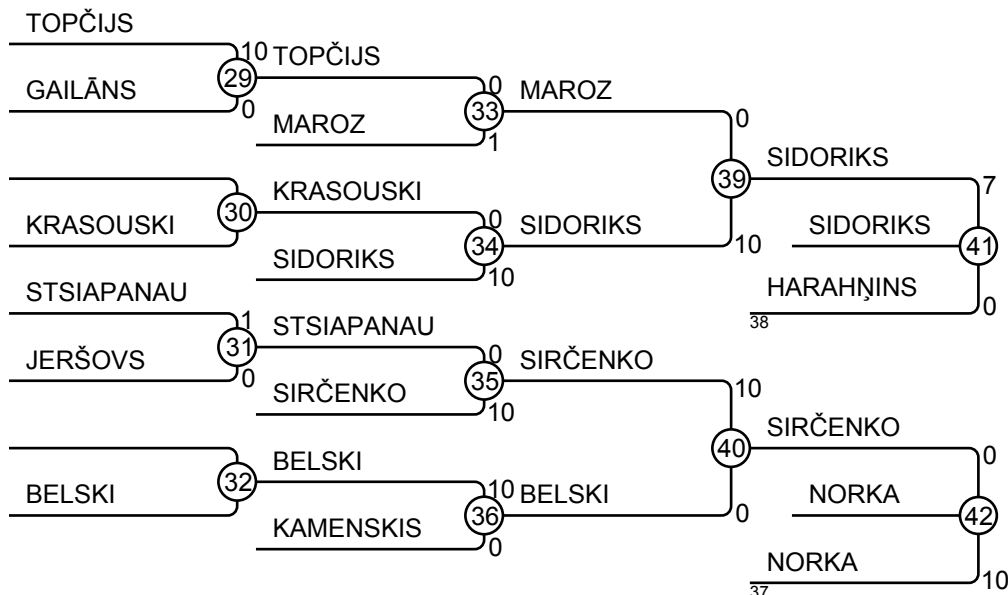 TOPČIJS
10
29
TOPČIJS
GAILĀNS
0
0
33
MAROZ
MAROZ
1
0
39
SIDORIKS
7
30
KRASOUSKI
KRASOUSKI
0
34
SIDORIKS
SIDORIKS
10
10
SIDORIKS
41
HARAHŅINS
38
0
STSIAPANAU
1
31
STSIAPANAU
JERŠOVS
0
0
35
SIRČENKO
SIRČENKO
10
10
40
SIRČENKO
0
32
BELSKI
BELSKI
10
36
BELSKI
KAMENSKIS
0
0
NORKA
42
NORKA
37
10